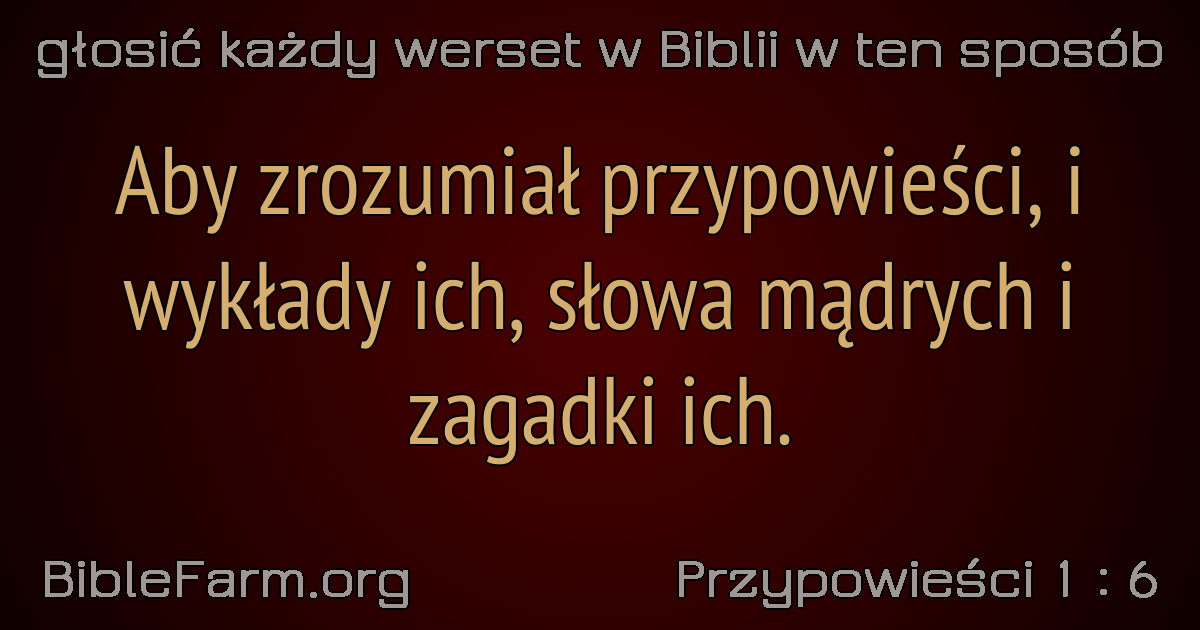 głosić każdy werset w Biblii w ten sposób
Aby zrozumiał przypowieści, i
wykłady ich, słowa mądrych i
zagadki ich.
BibleFarm.org
Przypowieści 1 : 6